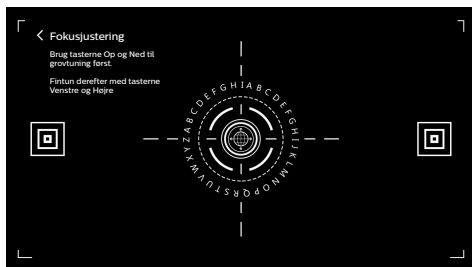 Fokusjustering
Brug tasterne Op og Ned til
grovtuning først.
Fintun derefter med tasterne
Venstre og Højre
A B C D E F G H I A B C D E F G H I J K L M N O P Q R S T U V W X Y Z